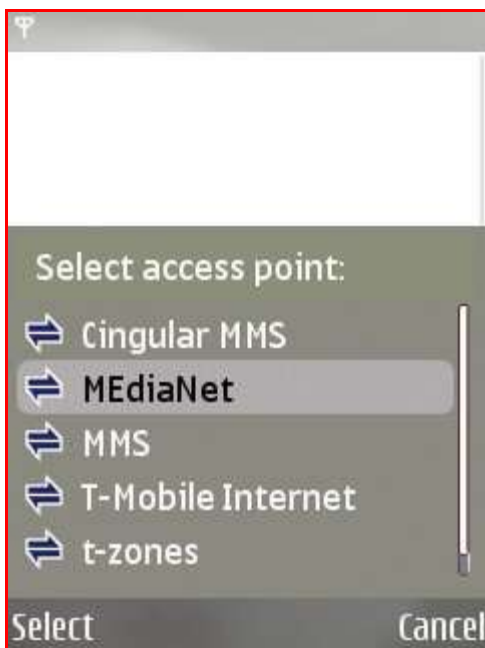 Select access point:
Cingular MMS
MEdiaNet
MMS
T-Mobile Internet
t-zones
Select Cancel